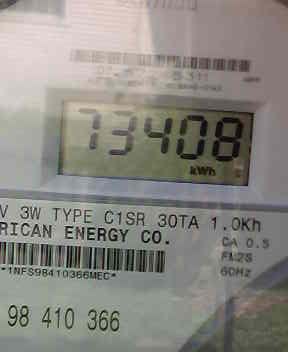 73408
kWh
V 3W TYPE C1SR 30TA 1.0Kh
RICAN ENERGY CO.
CA 0.5
FM2S
60Hz
*1NFS98410366MEC*
98 410 366